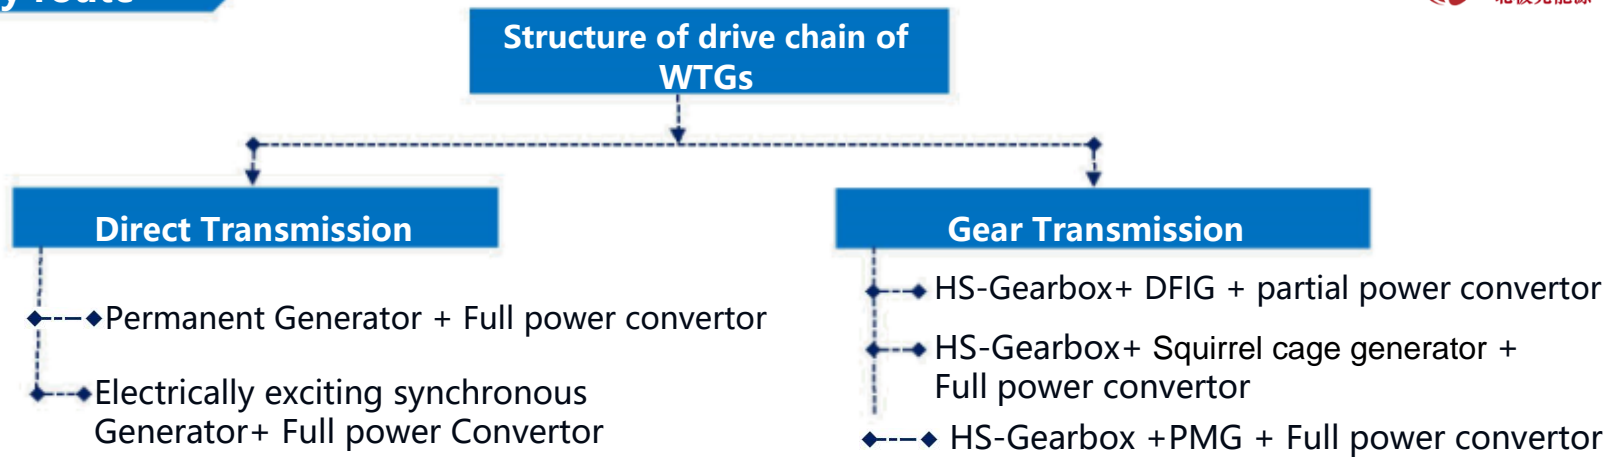 y route
Structure of drive chain of
WTGs
Direct Transmission
Gear Transmission
Permanent Generator + Full power convertor
Electrically exciting synchronous
Generator+ Full power Convertor
HS-Gearbox+ DFIG + partial power convertor
HS-Gearbox+ Squirrel cage generator +
Full power convertor
HS-Gearbox +PMG + Full power convertor